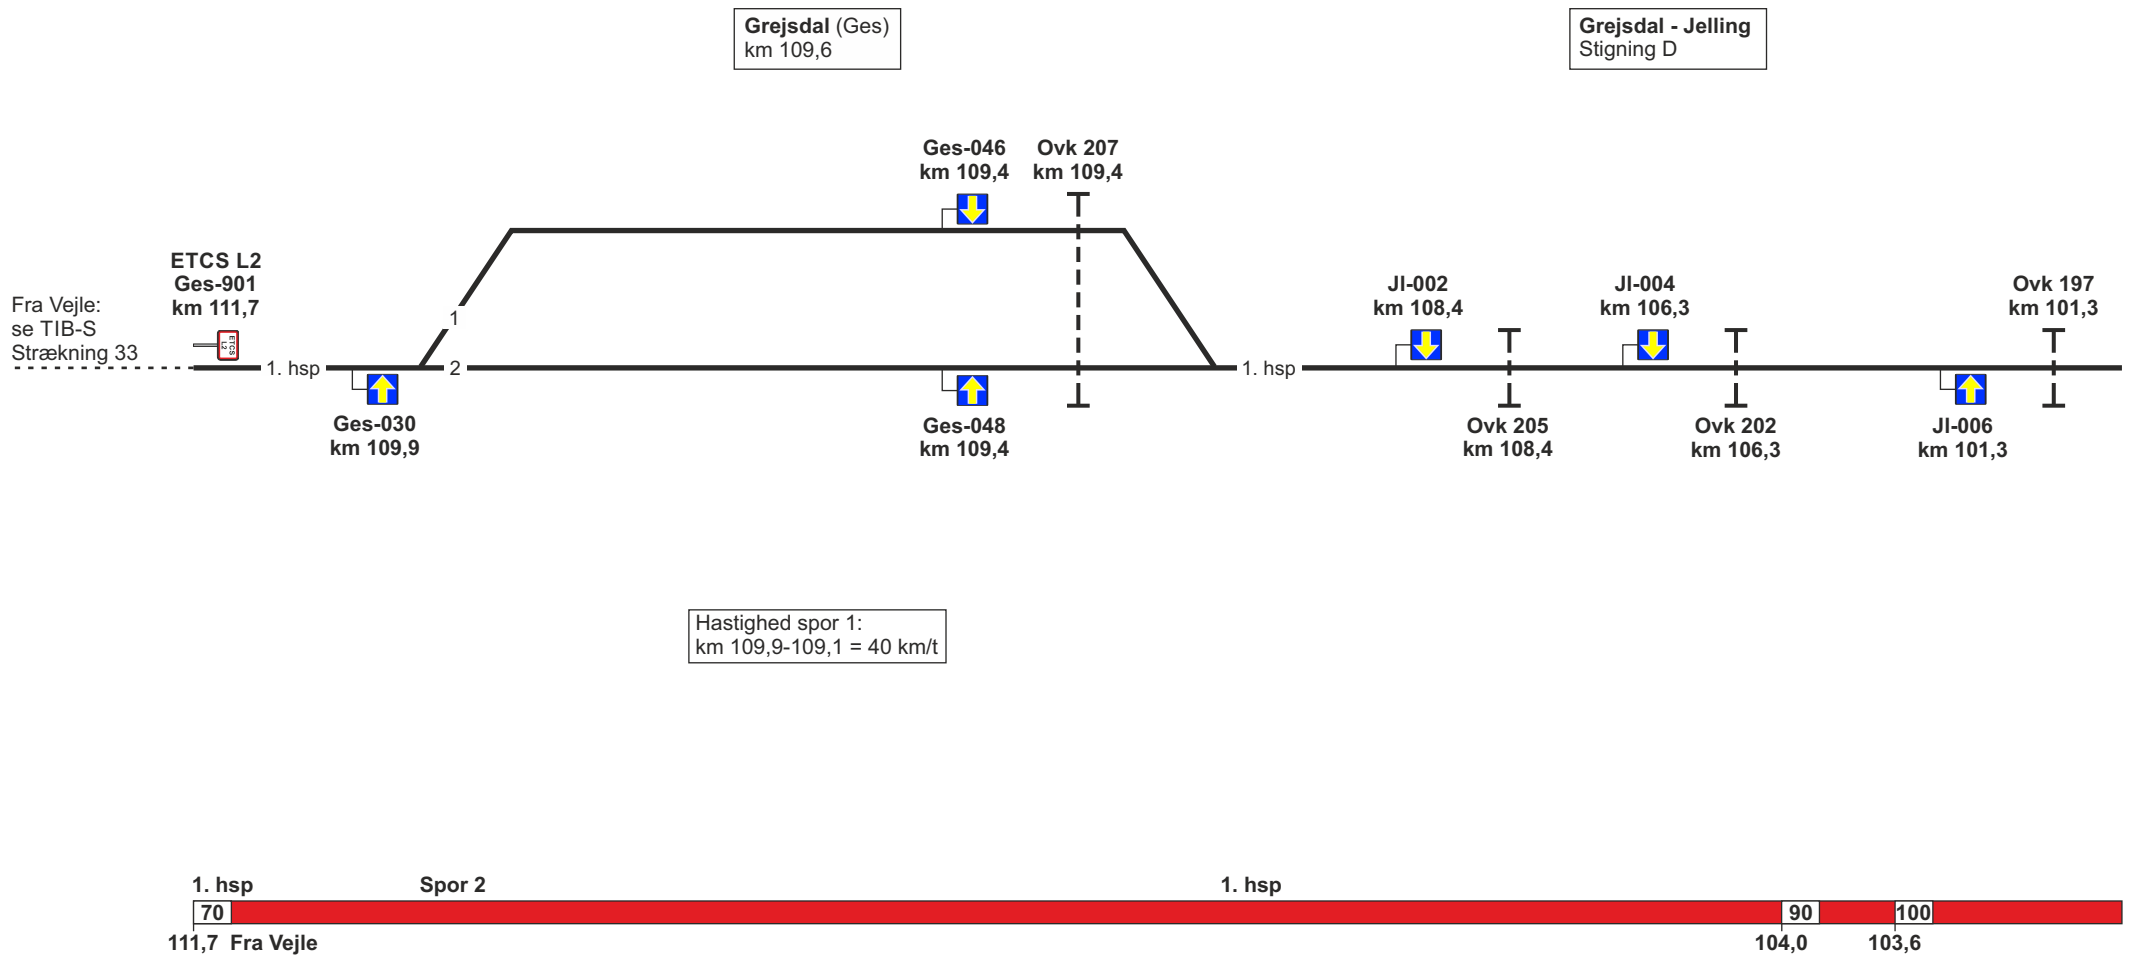 Grejsdal (Ges)
km 109,6
Grejsdal - Jelling
Stigning D
Ges-046
km 109,4
Ovk 207
km 109,4
ETCS L2
Ges-901
km 111,7
Fra Vejle:
se TIB-S
Strækning 33
ETCS
L2
1. hsp
1
2
Ges-030
km 109,9
Ges-048
km 109,4
1. hsp
Jl-002
km 108,4
Jl-004
km 106,3
Ovk 197
km 101,3
Ovk 205
km 108,4
Ovk 202
km 106,3
Jl-006
km 101,3
Hastighed spor 1:
km 109,9-109,1 = 40 km/t
1. hsp
Spor 2
1. hsp
70
90
100
111,7 Fra Vejle
104,0
103,6